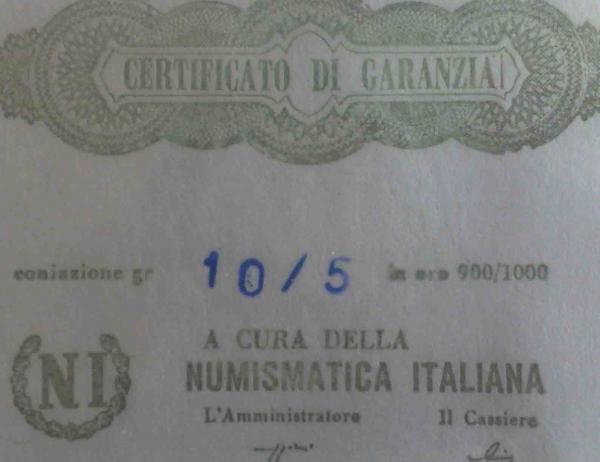 CERTIFICATO DI GARANZIA
coniazione gr 10/5 in oro 900/1000
A CURA DELLA
NI NUMISMATICA ITALIANA
L'Amministratore Il Cassiere